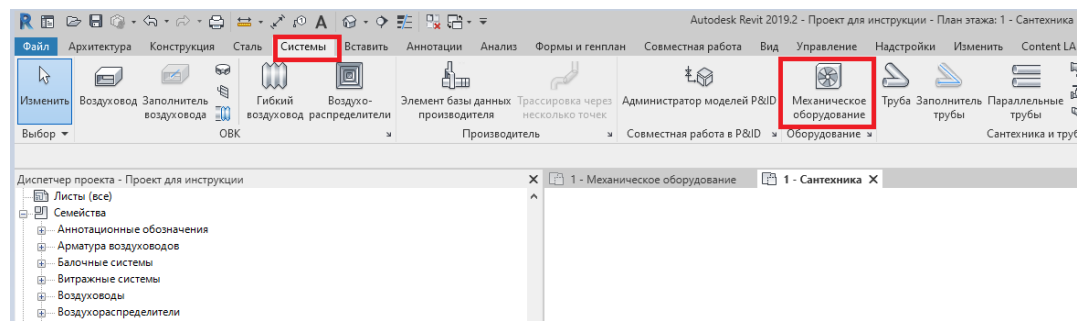 Autodesk Revit 2019.2 - Проект для инструкции - План этажа: 1 - Сантехника
Файл Архитектура Конструкция Сталь Системы Вставить Аннотации Анализ Формы и генплан Совместная работа Вид Управление Надстройки Изменить Content LA
Изменить Воздуховод Заполнитель воздуховода Гибкий воздуховод Воздухо-распределители Элемент базы данных производителя Трассировка через несколько точек Администратор моделей P&ID Механическое оборудование Труба Заполнитель трубы Параллельные трубы
Выбор ОВК Производитель Совместная работа в P&ID Оборудование Сантехника и труб
Диспетчер проекта - Проект для инструкции 1 - Механическое оборудование 1 - Сантехника
Листы (все)
Семейства
Аннотационные обозначения
Арматура воздуховодов
Балочные системы
Витражные системы
Воздуховоды
Воздухораспределители